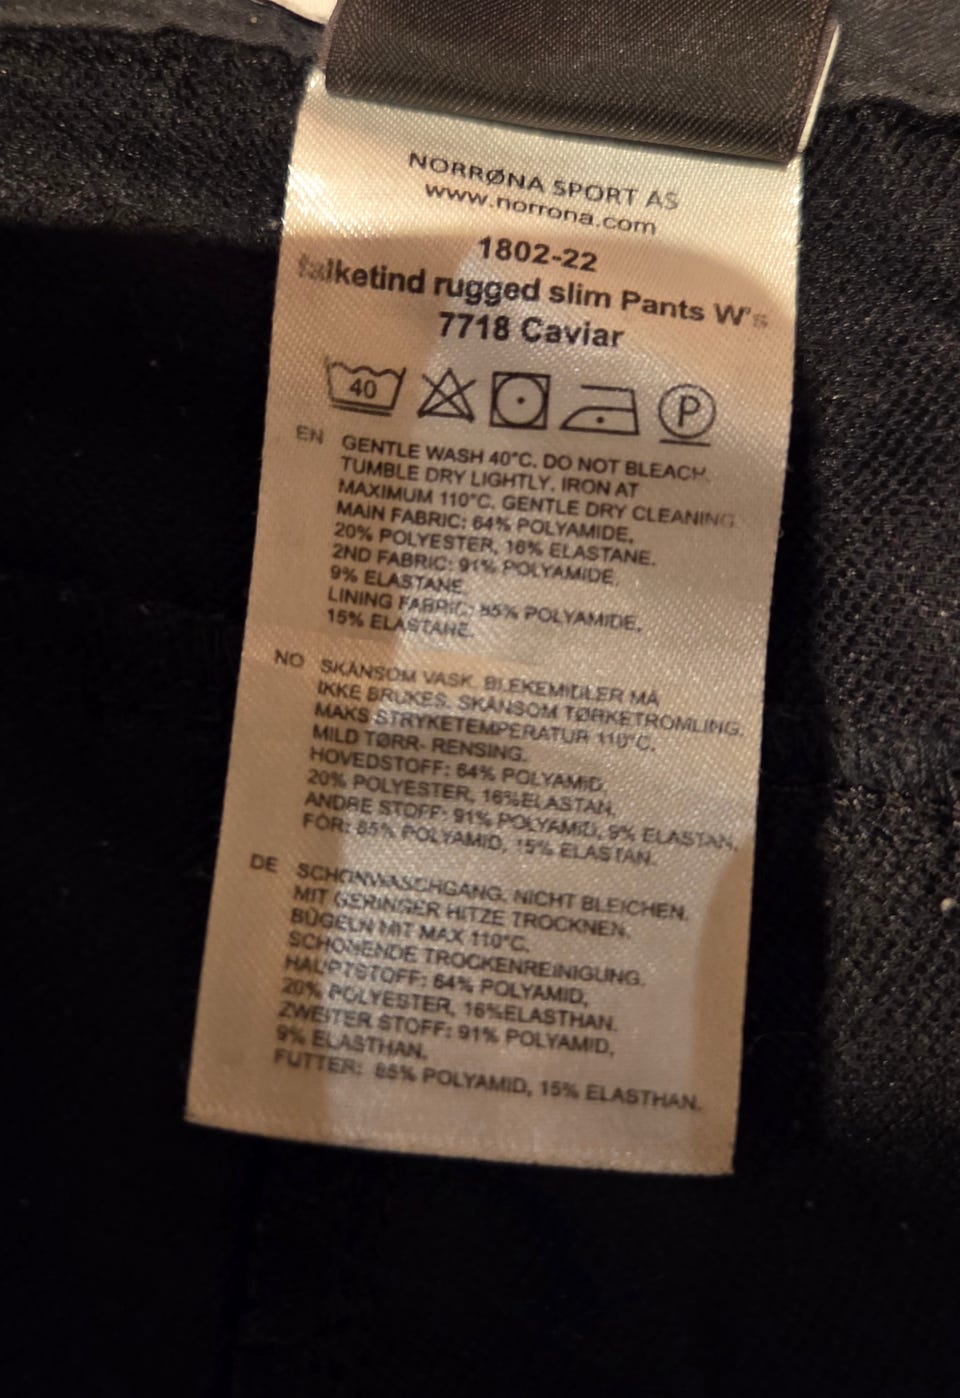 NORRØNA SPORT AS
www.norrona.com
1802-22
falketind rugged slim Pants W's
7718 Caviar
40 P
EN GENTLE WASH 40°C. DO NOT BLEACH.
TUMBLE DRY LIGHTLY. IRON AT
MAXIMUM 110°C. GENTLE DRY CLEANING.
MAIN FABRIC: 64% POLYAMIDE,
20% POLYESTER, 16% ELASTANE.
2ND FABRIC: 91% POLYAMIDE,
9% ELASTANE.
LINING FABRIC: 85% POLYAMIDE,
15% ELASTANE.
NO SKÅNSOM VASK. BLEKEMIDLER MÅ
IKKE BRUKES. SKÅNSOM TØRKETROMLING.
MAKS STRYKETEMPERATUR 110°C.
MILD TØRR- RENSING.
HOVEDSTOFF: 64% POLYAMID,
20% POLYESTER, 16%ELASTAN.
ANDRE STOFF: 91% POLYAMID, 9% ELASTAN.
FÔR: 85% POLYAMID, 15% ELASTAN.
DE SCHONWASCHGANG. NICHT BLEICHEN.
MIT GERINGER HITZE TROCKNEN.
BÜGELN MIT MAX 110°C.
SCHONENDE TROCKENREINIGUNG.
HAUPTSTOFF: 64% POLYAMID,
20% POLYESTER, 16%ELASTHAN.
ZWEITER STOFF: 91% POLYAMID,
9% ELASTHAN.
FUTTER: 85% POLYAMID, 15% ELASTHAN.